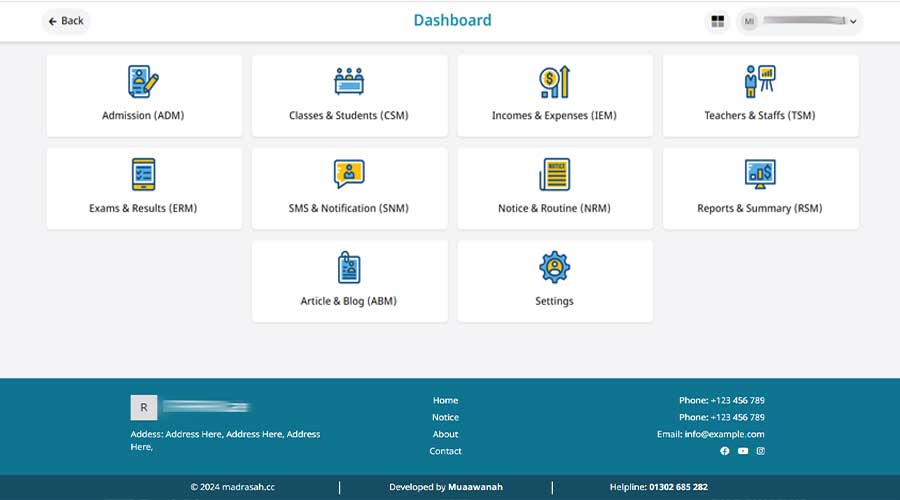 Back
Dashboard
MI
Admission (ADM)
Classes & Students (CSM)
Incomes & Expenses (IEM)
Teachers & Staffs (TSM)
Exams & Results (ERM)
SMS & Notification (SNM)
NOTICE
Notice & Routine (NRM)
Reports & Summary (RSM)
Article & Blog (ABM)
Settings
R
Addess: Address Here, Address Here, Address
Here,
Home
Notice
About
Contact
Phone: +123 456 789
Phone: +123 456 789
Email: info@example.com
© 2024 madrasah.cc
Developed by Muaawanah
Helpline: 01302 685 282